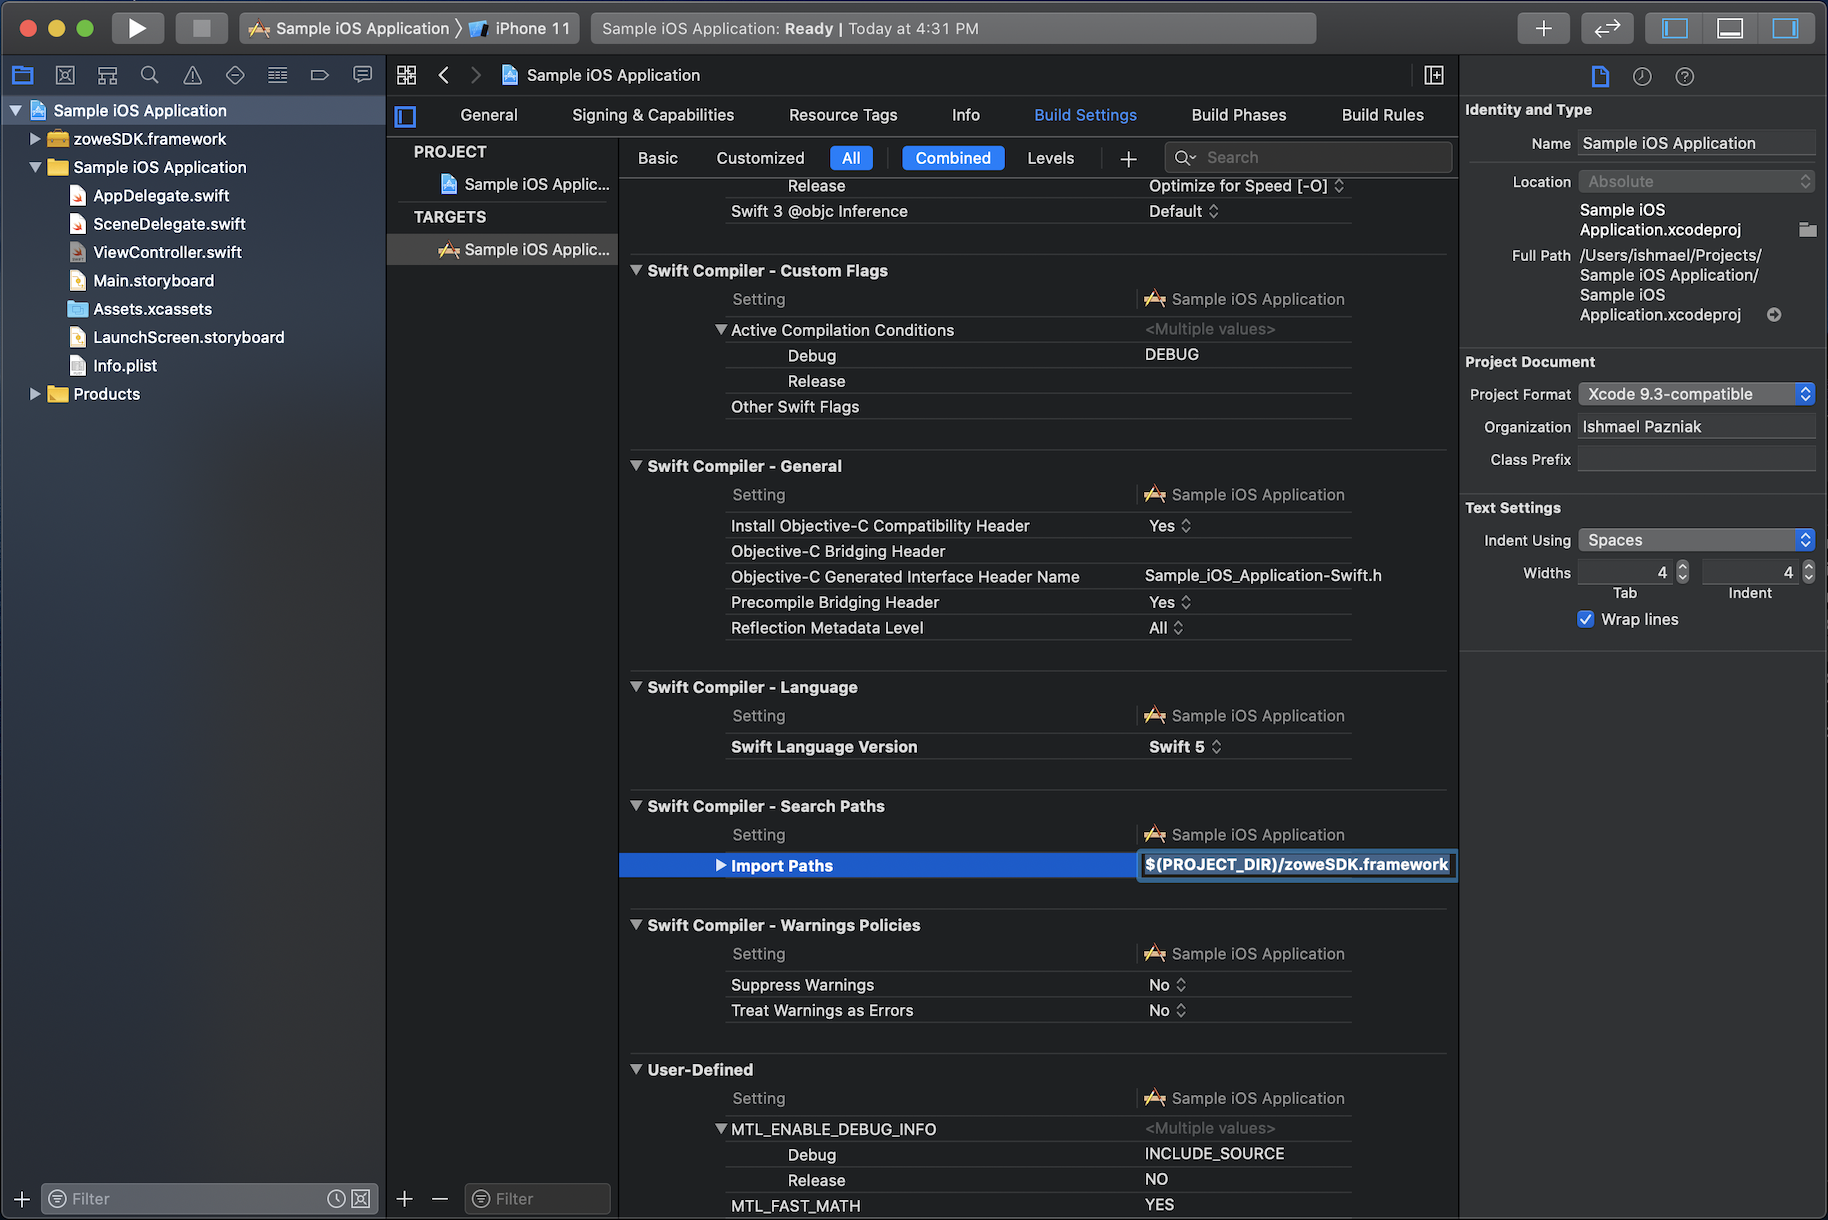 Sample iOS Application
iPhone 11
Sample iOS Application: Ready | Today at 4:31 PM
Sample iOS Application
Sample iOS Application
zoweSDK.framework
Sample iOS Application
AppDelegate.swift
SceneDelegate.swift
ViewController.swift
Main.storyboard
Assets.xcassets
LaunchScreen.storyboard
Info.plist
Products
Filter
General
Signing & Capabilities
Resource Tags
Info
Build Settings
Build Phases
Build Rules
PROJECT
Sample iOS Applic...
TARGETS
Sample iOS Applic...
Filter
Basic
Customized
All
Combined
Levels
Search
Release Optimize for Speed [-O]
Swift 3 @objc Inference Default
Swift Compiler - Custom Flags
Setting Sample iOS Application
Active Compilation Conditions <Multiple values>
Debug DEBUG
Release
Other Swift Flags
Swift Compiler - General
Setting Sample iOS Application
Install Objective-C Compatibility Header Yes
Objective-C Bridging Header
Objective-C Generated Interface Header Name Sample_iOS_Application-Swift.h
Precompile Bridging Header Yes
Reflection Metadata Level All
Swift Compiler - Language
Setting Sample iOS Application
Swift Language Version Swift 5
Swift Compiler - Search Paths
Setting Sample iOS Application
Import Paths $(PROJECT_DIR)/zoweSDK.framework
Swift Compiler - Warnings Policies
Setting Sample iOS Application
Suppress Warnings No
Treat Warnings as Errors No
User-Defined
Setting Sample iOS Application
MTL_ENABLE_DEBUG_INFO <Multiple values>
Debug INCLUDE_SOURCE
Release NO
MTL_FAST_MATH YES
Identity and Type
Name Sample iOS Application
Location Absolute
Sample iOS
Application.xcodeproj
Full Path /Users/ishmael/Projects/
Sample iOS Application/
Sample iOS
Application.xcodeproj
Project Document
Project Format Xcode 9.3-compatible
Organization Ishmael Pazniak
Class Prefix
Text Settings
Indent Using Spaces
Widths 4 4
Tab Indent
Wrap lines